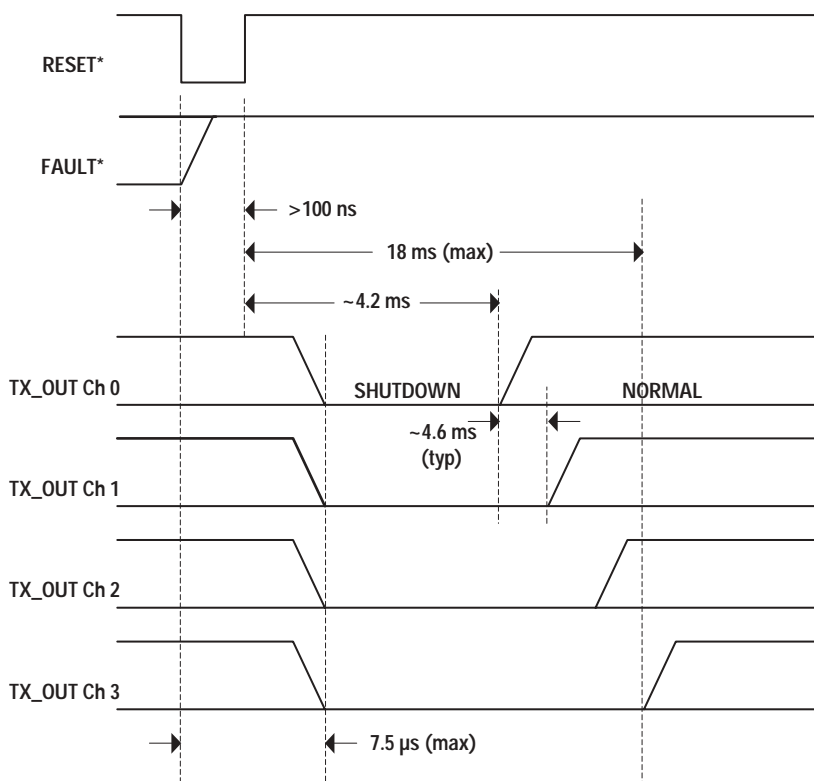 RESET*
FAULT*
>100 ns
18 ms (max)
~4.2 ms
TX_OUT Ch 0
SHUTDOWN
NORMAL
~4.6 ms
(typ)
TX_OUT Ch 1
TX_OUT Ch 2
TX_OUT Ch 3
7.5 µs (max)